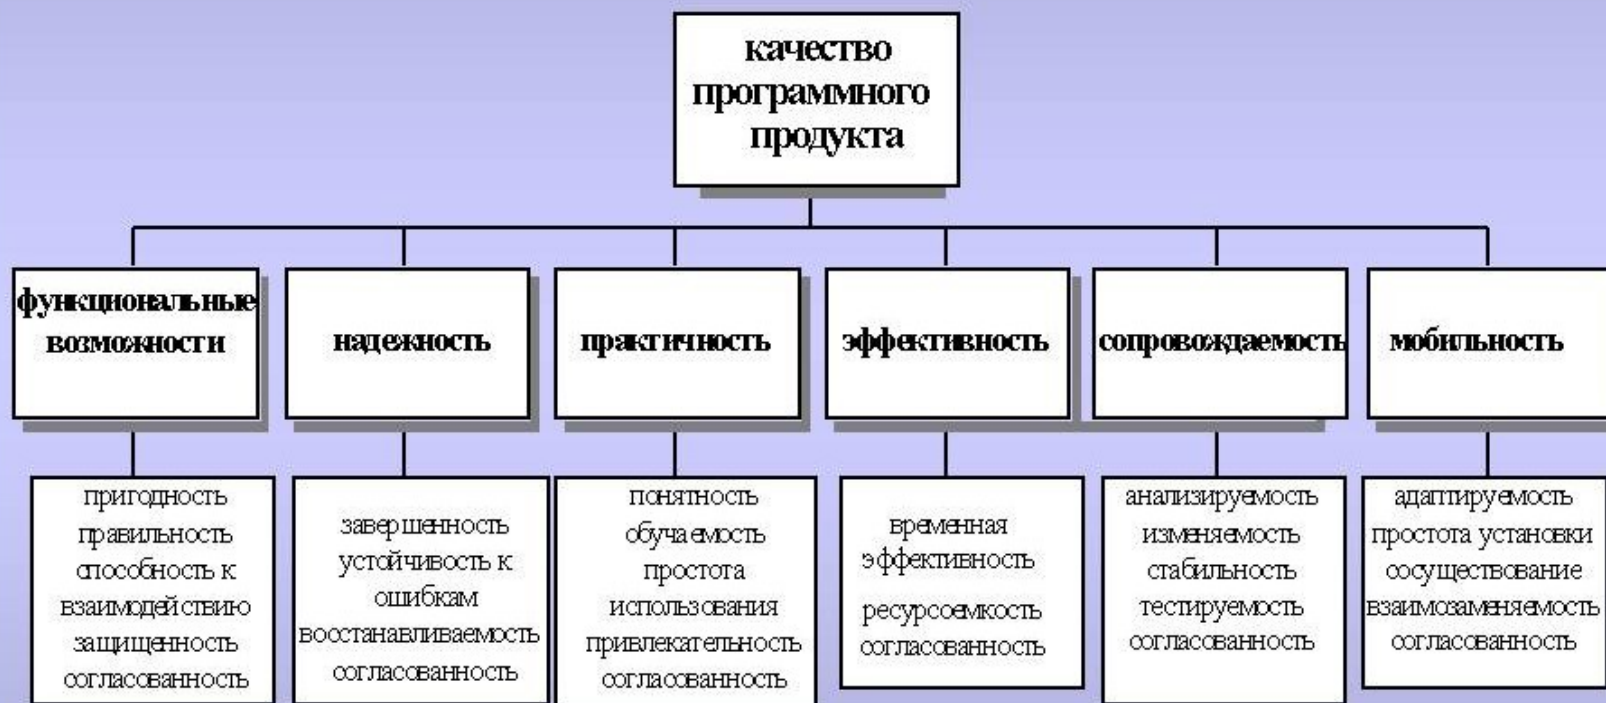 качество
программного
продукта
функциональные
возможности
надежность
практичность
эффективность
сопровождаемость
мобильность
пригодность
правильность
способность к
взаимодействию
защищенность
согласованность
завершенность
устойчивость к
ошибкам
восстанавливаемость
согласованность
понятность
обучаемость
простота
использования
привлекательность
согласованность
временная
эффективность
ресурсоемкость
согласованность
анализируемость
изменяемость
стабильность
тестируемость
согласованность
адаптируемость
простота установки
сосуществование
взаимозаменяемость
согласованность